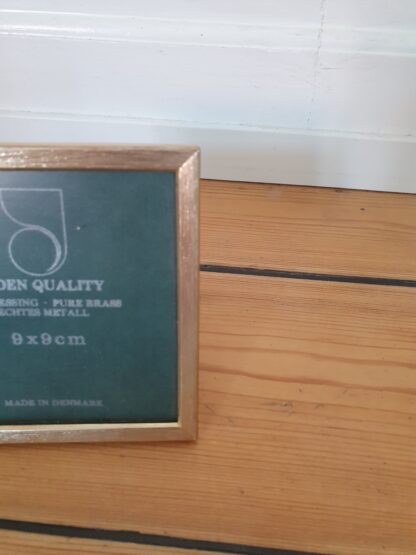 DEN QUALITY
ESSING · PURE BRASS
ECHTES METALL
9x9cm
MADE IN DENMARK